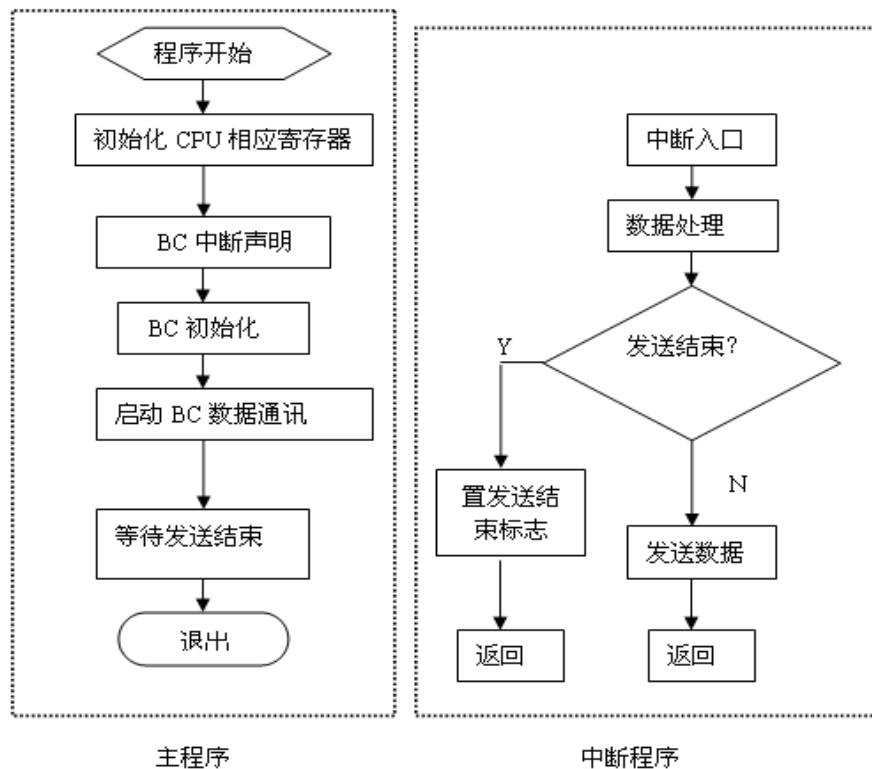 程序开始
初始化 CPU 相应寄存器
BC 中断声明
BC 初始化
启动 BC 数据通讯
等待发送结束
退出
主程序
中断入口
数据处理
发送结束?
Y
N
置发送结
束标志
发送数据
返回
返回
中断程序